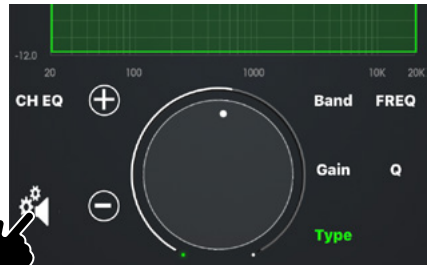 -12.0
20 100 1000 10K 20K
CH EQ Band FREQ
Gain Q
Type